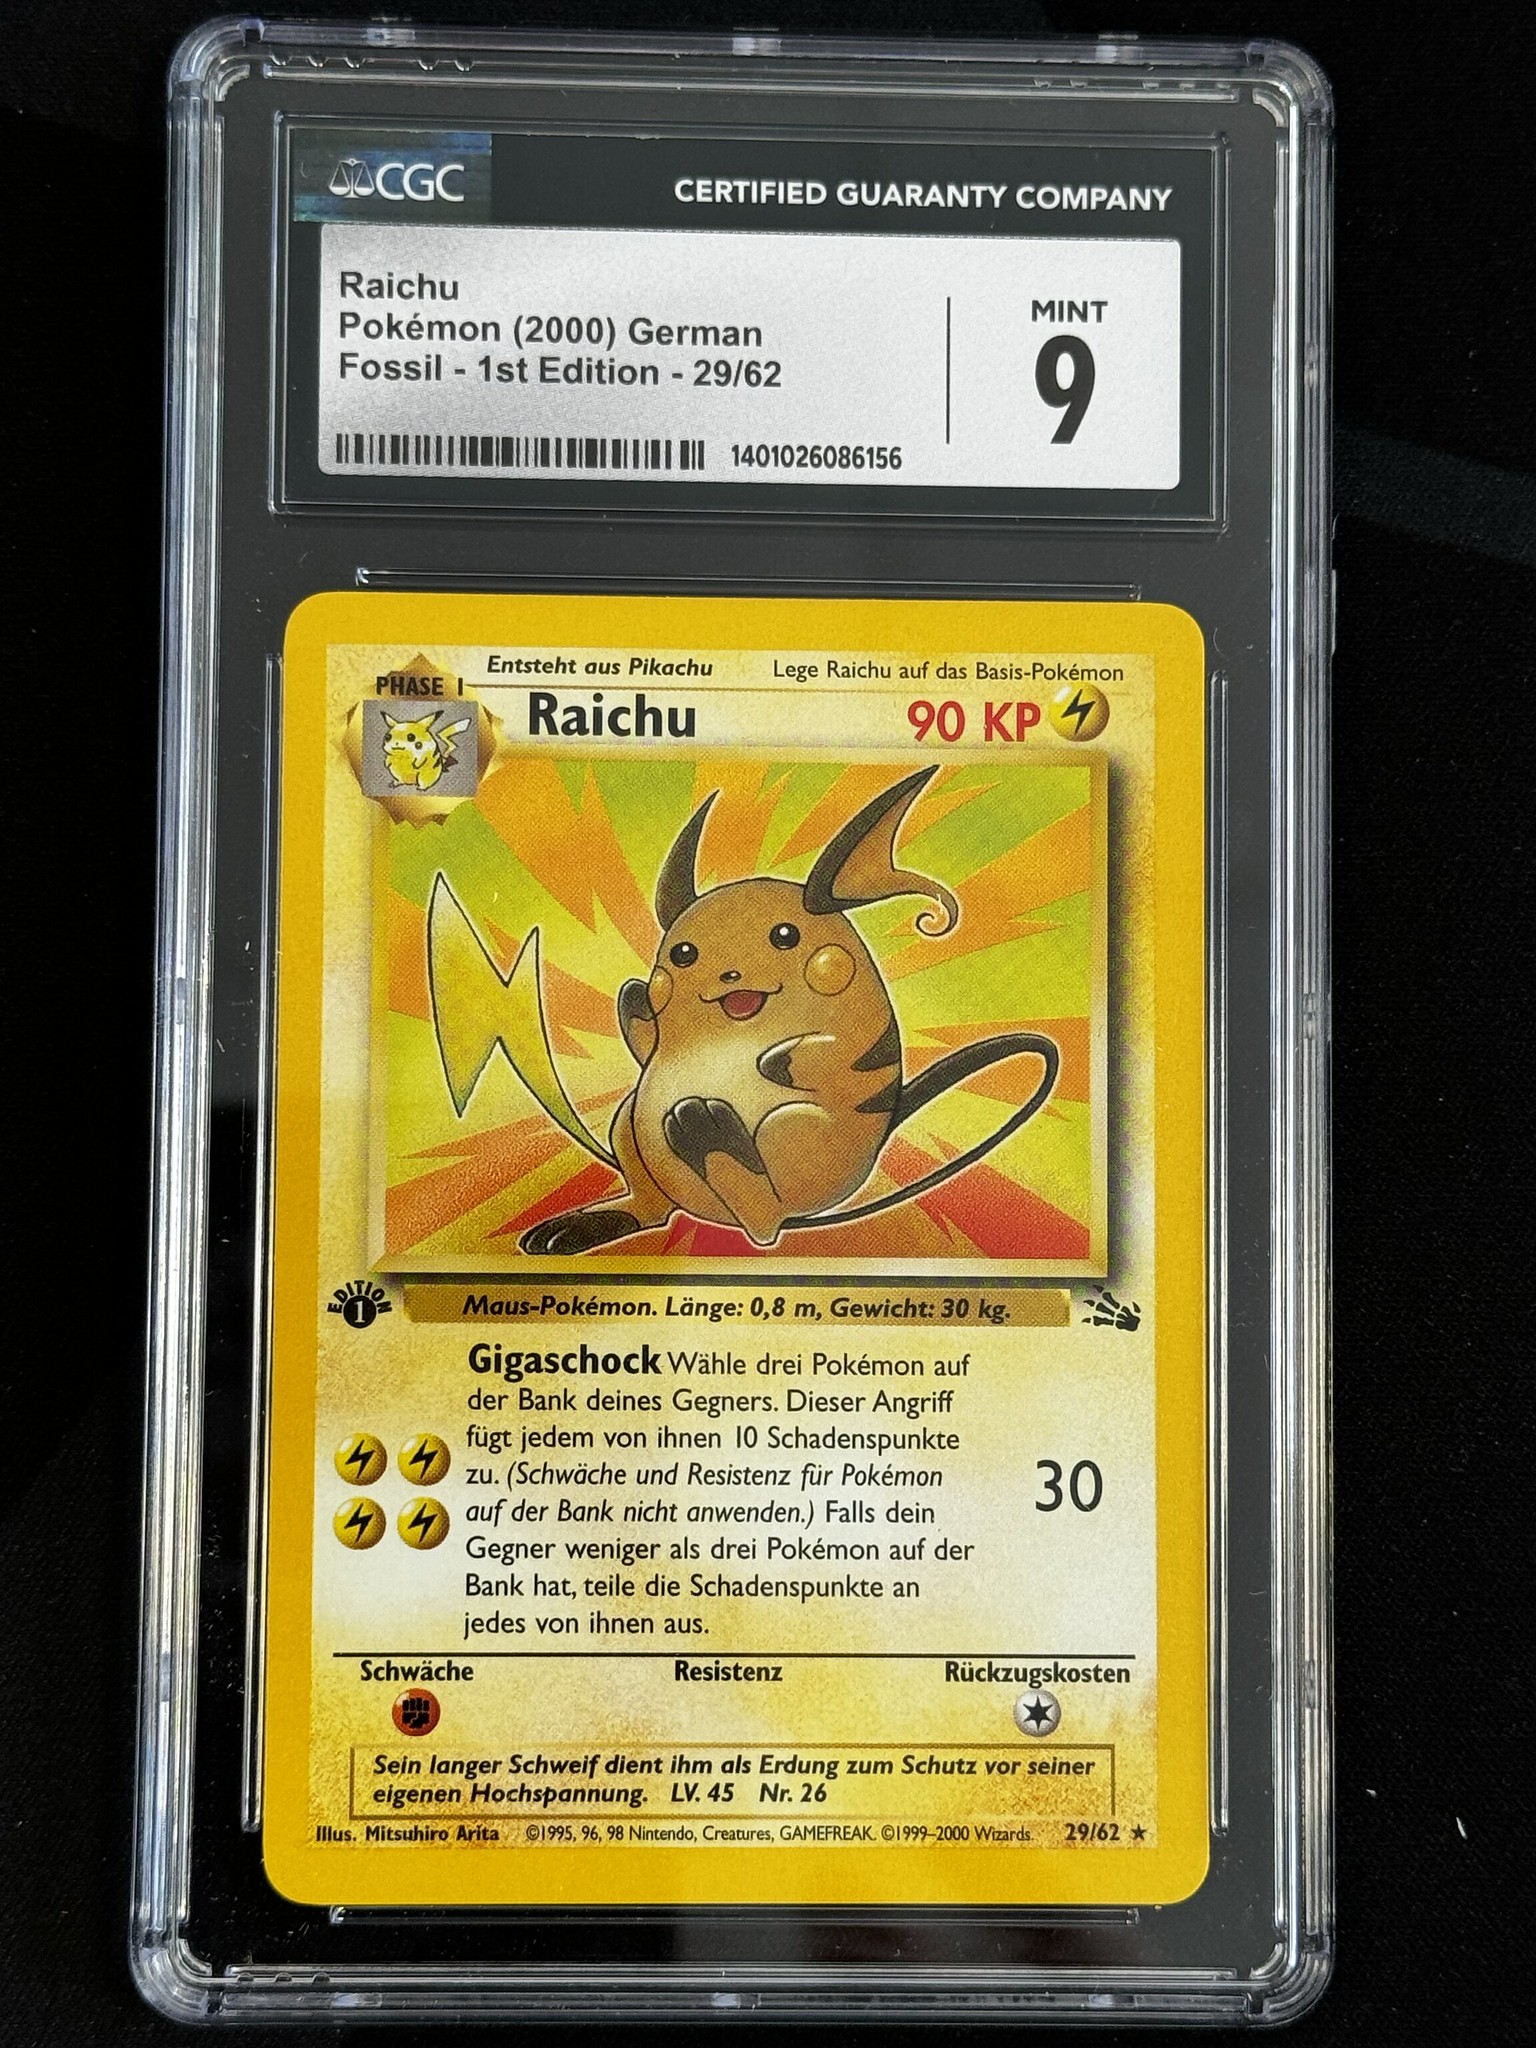 CGC
CERTIFIED GUARANTY COMPANY
Raichu
Pokémon (2000) German
Fossil - 1st Edition - 29/62
1401026086156
MINT
9
PHASE I
Entsteht aus Pikachu
Lege Raichu auf das Basis-Pokémon
Raichu
90 KP
EDITION
1
Maus-Pokémon. Länge: 0,8 m, Gewicht: 30 kg.
Gigaschock Wähle drei Pokémon auf
der Bank deines Gegners. Dieser Angriff
fügt jedem von ihnen 10 Schadenspunkte
zu. (Schwäche und Resistenz für Pokémon
auf der Bank nicht anwenden.) Falls dein
Gegner weniger als drei Pokémon auf der
Bank hat, teile die Schadenspunkte an
jedes von ihnen aus.
30
Schwäche
Resistenz
Rückzugskosten
Sein langer Schweif dient ihm als Erdung zum Schutz vor seiner
eigenen Hochspannung. LV. 45 Nr. 26
Illus. Mitsuhiro Arita ©1995, 96, 98 Nintendo, Creatures, GAMEFREAK. ©1999–2000 Wizards. 29/62 ★